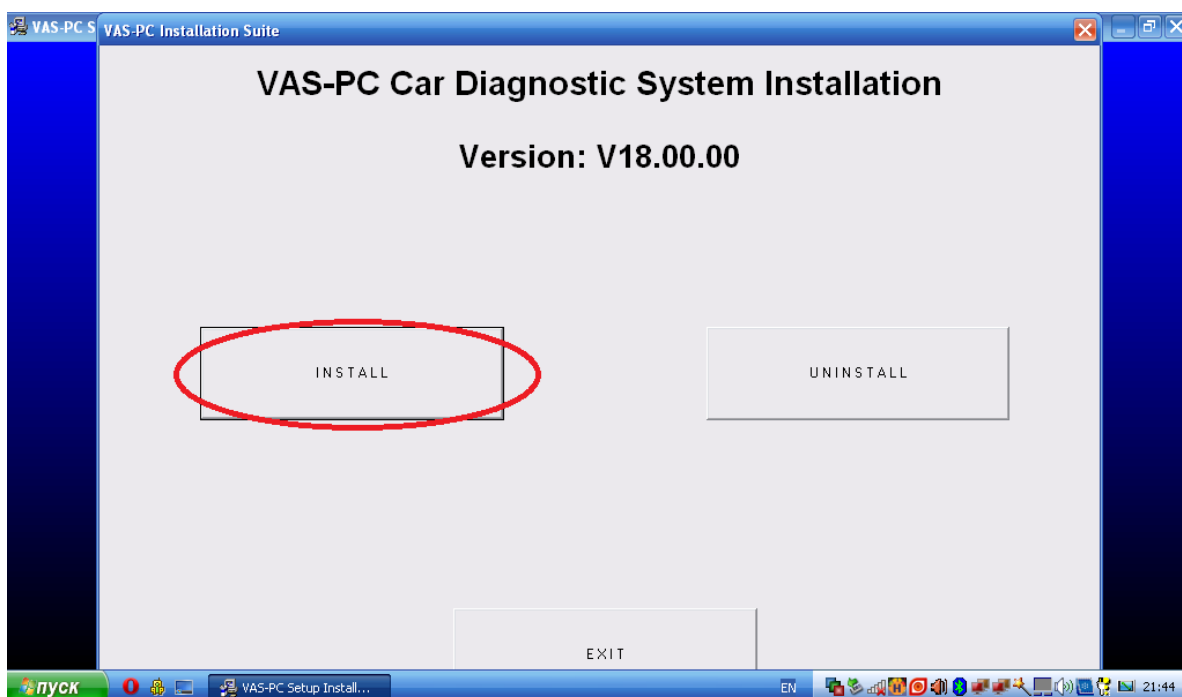 VAS-PC S
VAS-PC Installation Suite
VAS-PC Car Diagnostic System Installation
Version: V18.00.00
INSTALL
UNINSTALL
EXIT
пуск
VAS-PC Setup Install...
EN
21:44